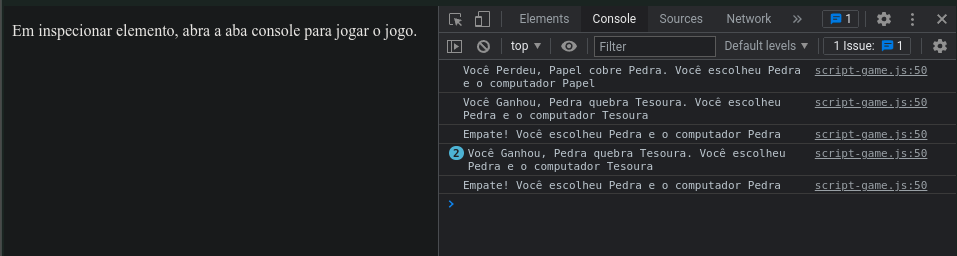 Em inspecionar elemento, abra a aba console para jogar o jogo.
Elements Console Sources Network » 1
top Filter Default levels 1 Issue: 1
Você Perdeu, Papel cobre Pedra. Você escolheu Pedra script-game.js:50
e o computador Papel
Você Ganhou, Pedra quebra Tesoura. Você escolheu script-game.js:50
Pedra e o computador Tesoura
Empate! Você escolheu Pedra e o computador Pedra script-game.js:50
2 Você Ganhou, Pedra quebra Tesoura. Você escolheu script-game.js:50
Pedra e o computador Tesoura
Empate! Você escolheu Pedra e o computador Pedra script-game.js:50